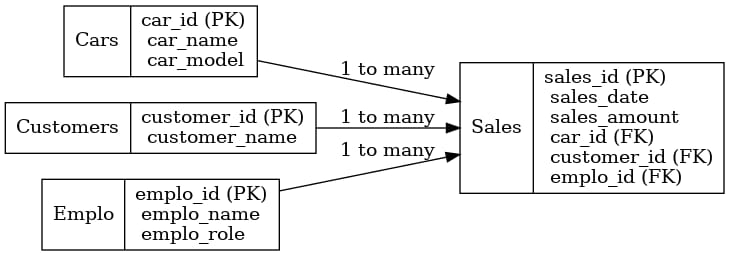 Cars
car_id (PK)
car_name
car_model
1 to many
Customers
customer_id (PK)
customer_name
1 to many
Emplo
emplo_id (PK)
emplo_name
emplo_role
1 to many
Sales
sales_id (PK)
sales_date
sales_amount
car_id (FK)
customer_id (FK)
emplo_id (FK)